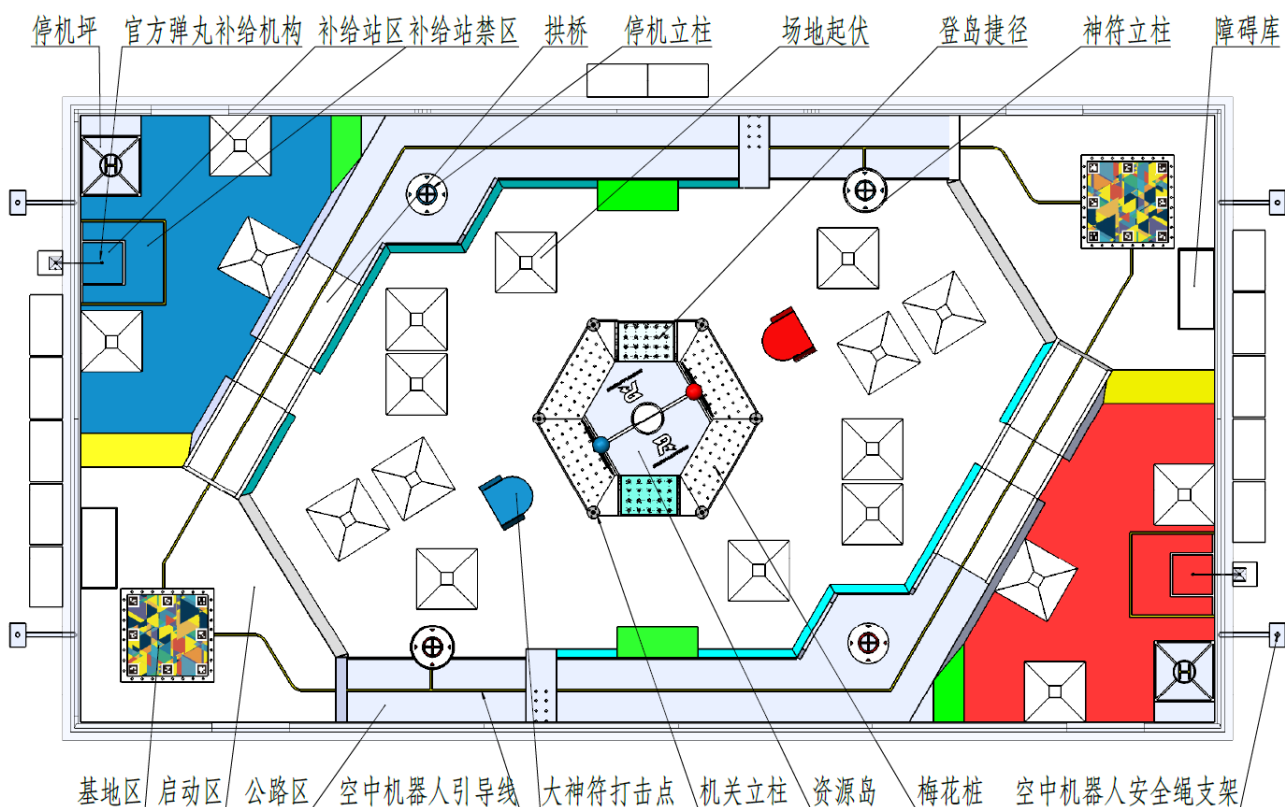 停机坪 官方弹丸补给机构 补给站区 补给站禁区 拱桥 停机立柱 场地起伏 登岛捷径 神符立柱 障碍库
H
R
R
H
基地区 启动区 公路区 空中机器人引导线 大神符打击点 机关立柱 资源岛 梅花桩 空中机器人安全绳支架